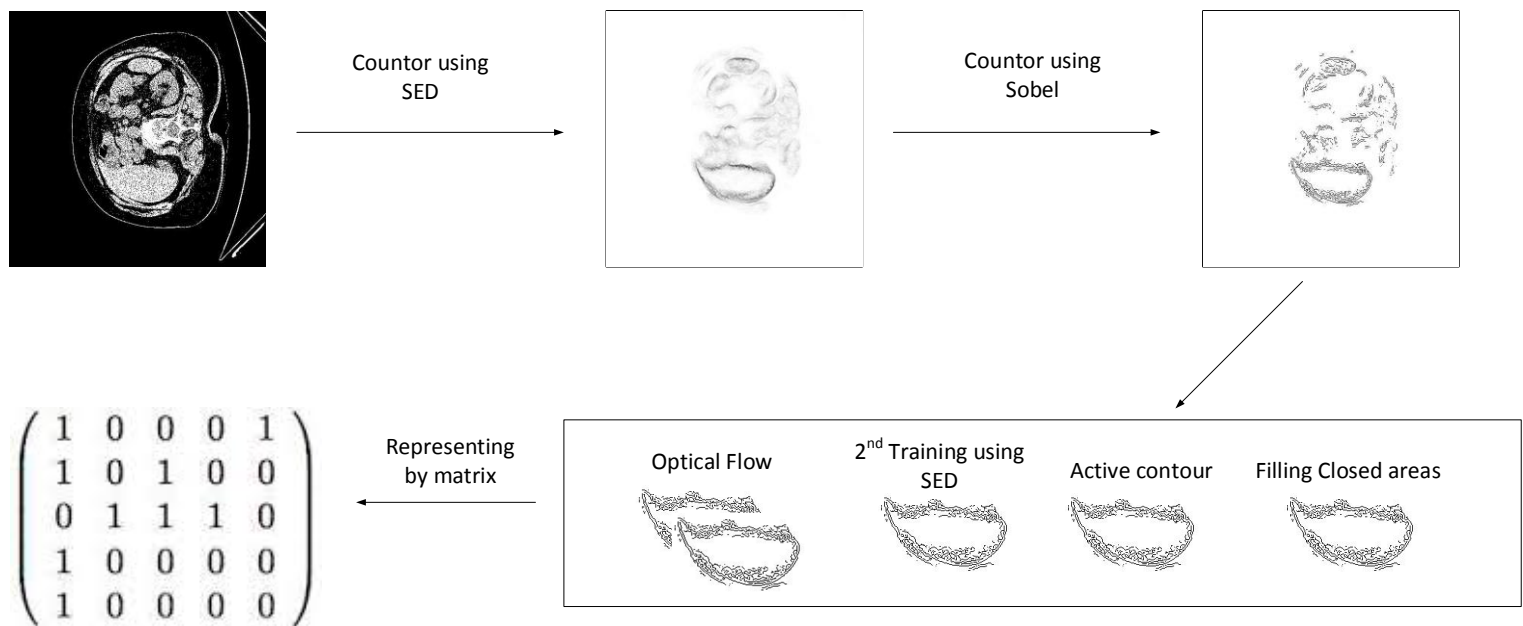 Countor using
SED
Countor using
Sobel
Optical Flow
2nd Training using
SED
Active contour
Filling Closed areas
Representing
by matrix
1 0 0 0 1
1 0 1 0 0
0 1 1 1 0
1 0 0 0 0
1 0 0 0 0